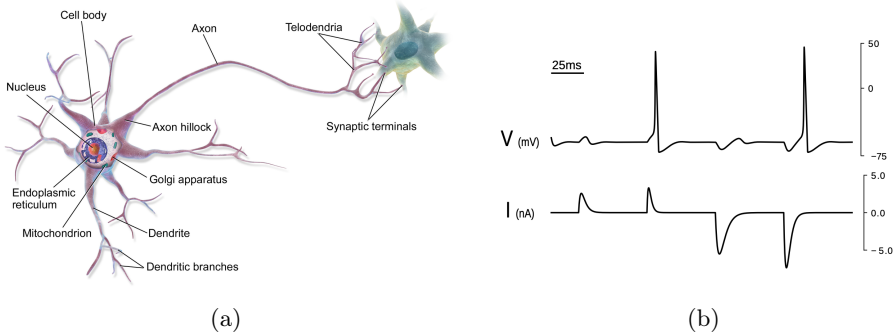 Cell body
Axon
Telodendria
Nucleus
Axon hillock
Synaptic terminals
Golgi apparatus
Endoplasmic
reticulum
Mitochondrion
Dendrite
Dendritic branches
(a)
25ms
50
0
V (mV)
−75
5.0
I (nA)
0.0
−5.0
(b)